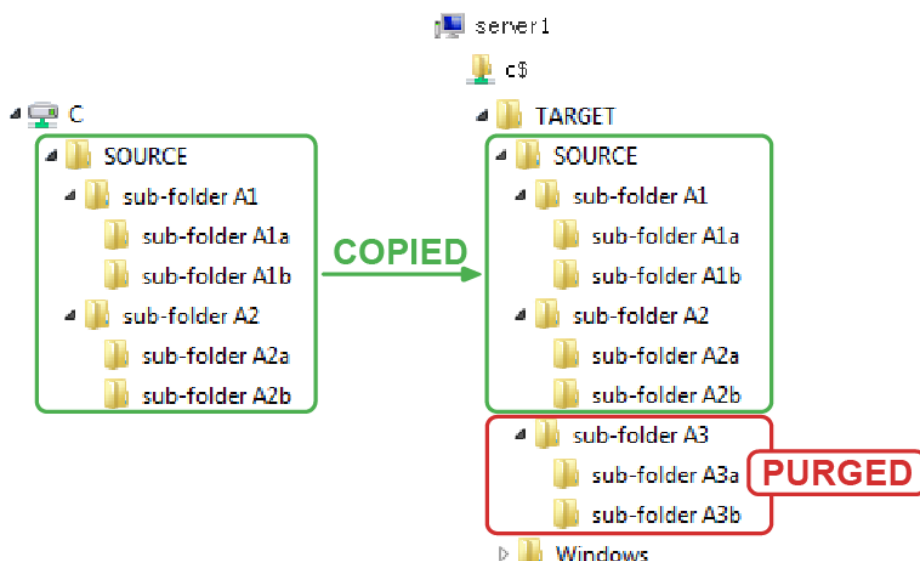 server1
c$
C
SOURCE
sub-folder A1
sub-folder A1a
sub-folder A1b
sub-folder A2
sub-folder A2a
sub-folder A2b
COPIED
TARGET
SOURCE
sub-folder A1
sub-folder A1a
sub-folder A1b
sub-folder A2
sub-folder A2a
sub-folder A2b
sub-folder A3
sub-folder A3a
sub-folder A3b
PURGED
Windows